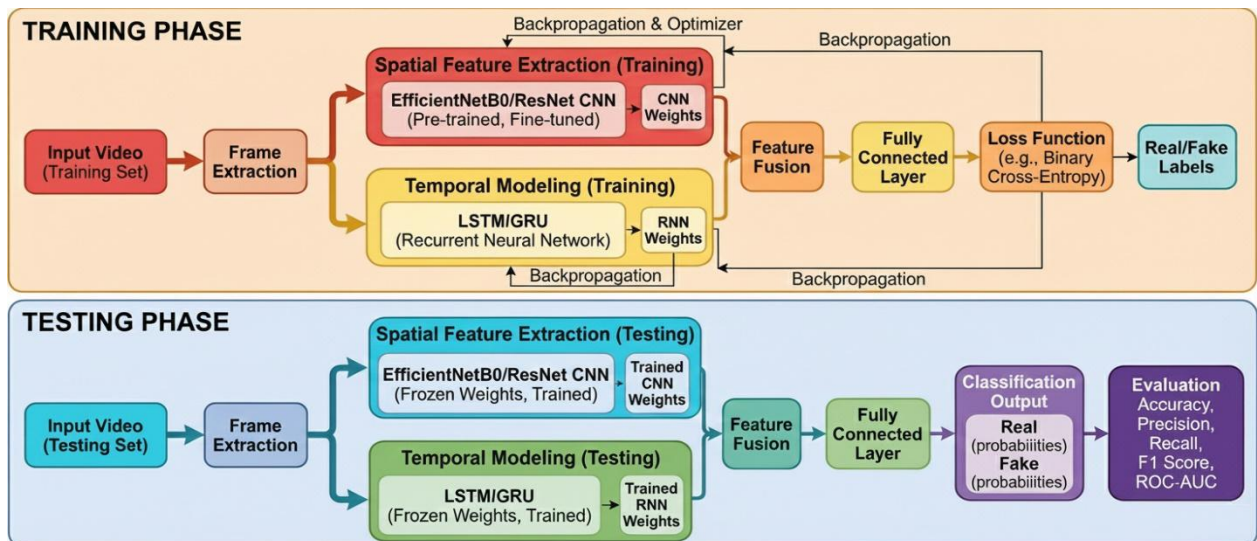 TRAINING PHASE
Backpropagation & Optimizer
Backpropagation
Spatial Feature Extraction (Training)
EfficientNetB0/ResNet CNN
(Pre-trained, Fine-tuned)
CNN
Weights
Input Video
(Training Set)
Frame
Extraction
Temporal Modeling (Training)
LSTM/GRU
(Recurrent Neural Network)
RNN
Weights
Backpropagation
Feature
Fusion
Fully
Connected
Layer
Loss Function
(e.g., Binary
Cross-Entropy)
Real/Fake
Labels
Backpropagation
TESTING PHASE
Spatial Feature Extraction (Testing)
EfficientNetB0/ResNet CNN
(Frozen Weights, Trained)
Trained
CNN
Weights
Input Video
(Testing Set)
Frame
Extraction
Temporal Modeling (Testing)
LSTM/GRU
(Frozen Weights, Trained)
Trained
RNN
Weights
Feature
Fusion
Fully
Connected
Layer
Classification
Output
Real
(probabiiities)
Fake
(probabiiities)
Evaluation
Accuracy,
Precision,
Recall,
F1 Score,
ROC-AUC